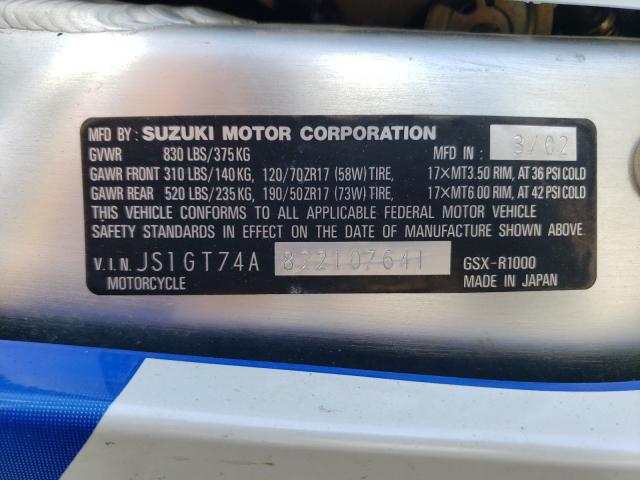 MFD BY: SUZUKI MOTOR CORPORATION MFD IN: 3/02
GVWR 830 LBS/375 KG
GAWR FRONT 310 LBS/140 KG, 120/70ZR17 (58W) TIRE, 17×MT3.50 RIM, AT 36 PSI COLD
GAWR REAR 520 LBS/235 KG, 190/50ZR17 (73W) TIRE, 17×MT6.00 RIM, AT 42 PSI COLD
THIS VEHICLE CONFORMS TO ALL APPLICABLE FEDERAL MOTOR VEHICLE
SAFETY STANDARDS IN EFFECT ON THE DATE OF MANUFACTURE SHOWN ABOVE.
V.I.N. JS1GT74A 822107641 GSX-R1000
MOTORCYCLE MADE IN JAPAN